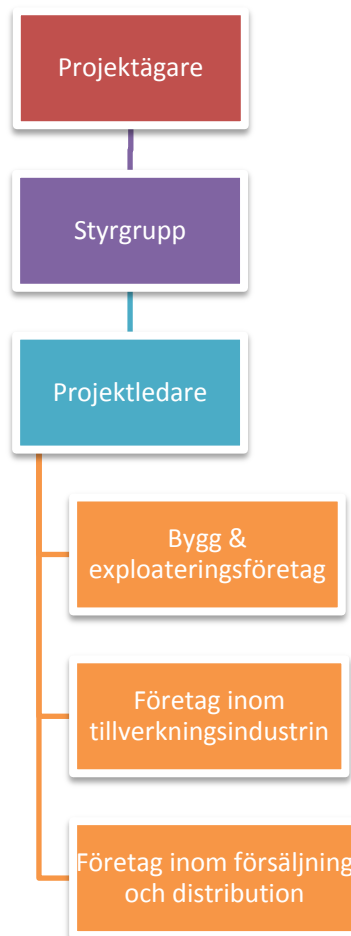 Projektägare
Styrgrupp
Projektledare
Bygg &
exploateringsföretag
Företag inom
tillverkningsindustrin
Företag inom försäljning
och distribution